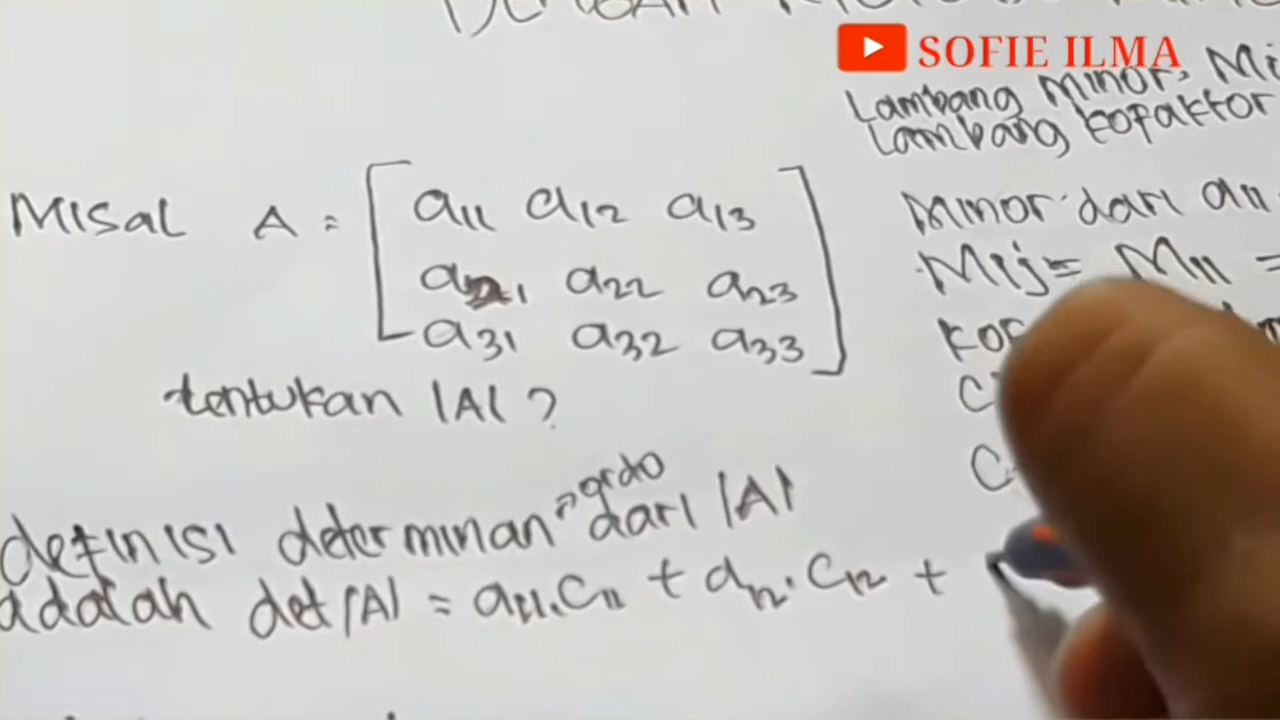 SOFIE ILMA
Lambang Minor, Mi
Lambang kofaktor
Misal A = [ a11 a12 a13
a21 a22 a23
a31 a32 a33 ]
tentukan |A| ?
Minor dari a11
Mij = M11 =
definisi determinan ordo dari |A|
adalah det |A| = a11.C11 + a12.C12 +